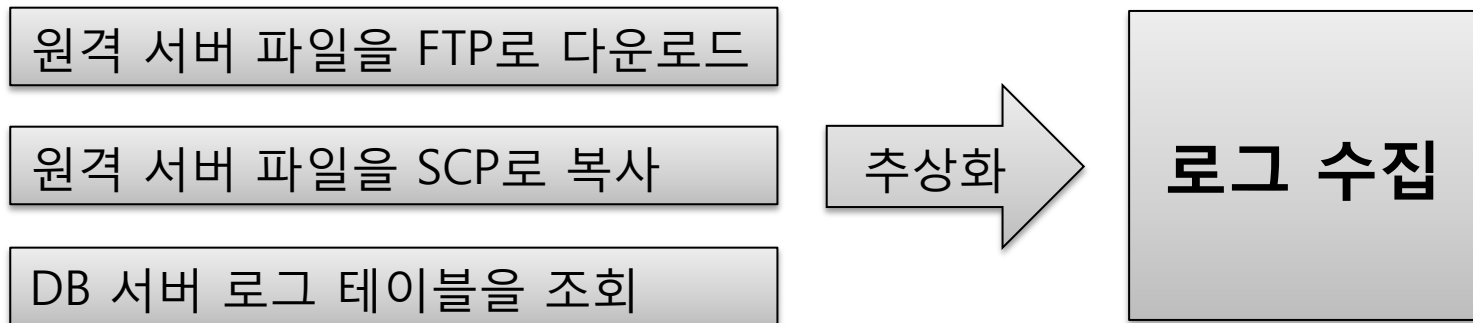 원격 서버 파일을 FTP로 다운로드
원격 서버 파일을 SCP로 복사
DB 서버 로그 테이블을 조회
추상화
로그 수집